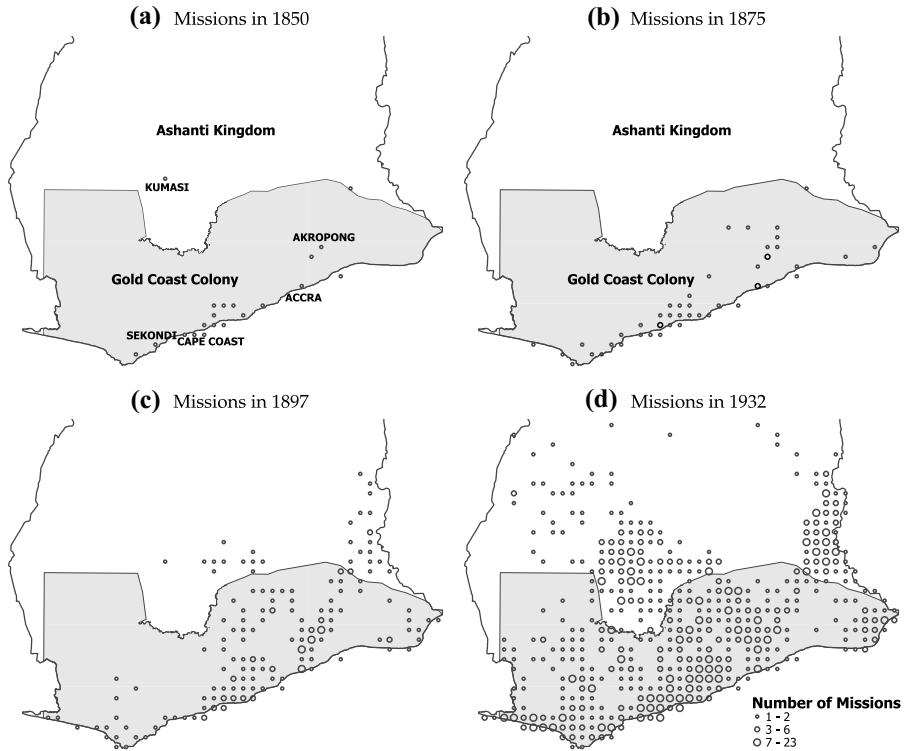 (a) Missions in 1850
(b) Missions in 1875
Ashanti Kingdom
KUMASI
AKROPONG
Gold Coast Colony
ACCRA
SEKONDI
CAPE COAST
Ashanti Kingdom
Gold Coast Colony
(c) Missions in 1897
(d) Missions in 1932
Number of Missions
1 - 2
3 - 6
7 - 23